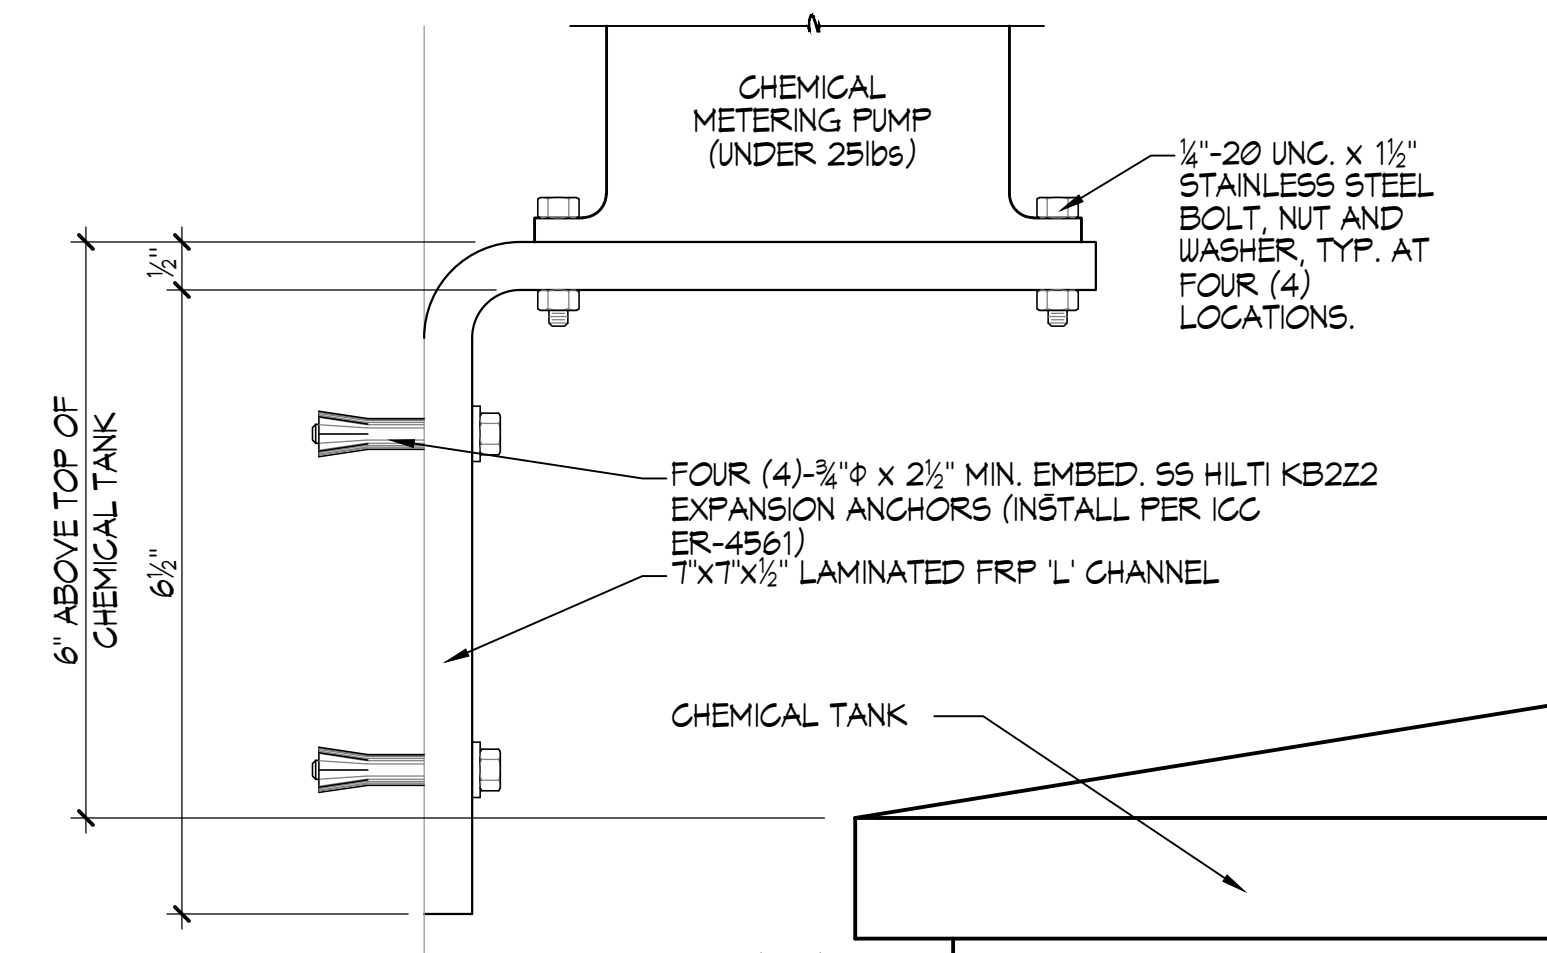 CHEMICAL
METERING PUMP
(UNDER 25lbs)
¼"-20 UNC. x 1½"
STAINLESS STEEL
BOLT, NUT AND
WASHER, TYP. AT
FOUR (4)
LOCATIONS.
½"
6" ABOVE TOP OF
CHEMICAL TANK
6½"
FOUR (4)-¾"Φ x 2½" MIN. EMBED. SS HILTI KB2Z2
EXPANSION ANCHORS (INSTALL PER ICC
ER-4561)
7"x7"x½" LAMINATED FRP 'L' CHANNEL
CHEMICAL TANK